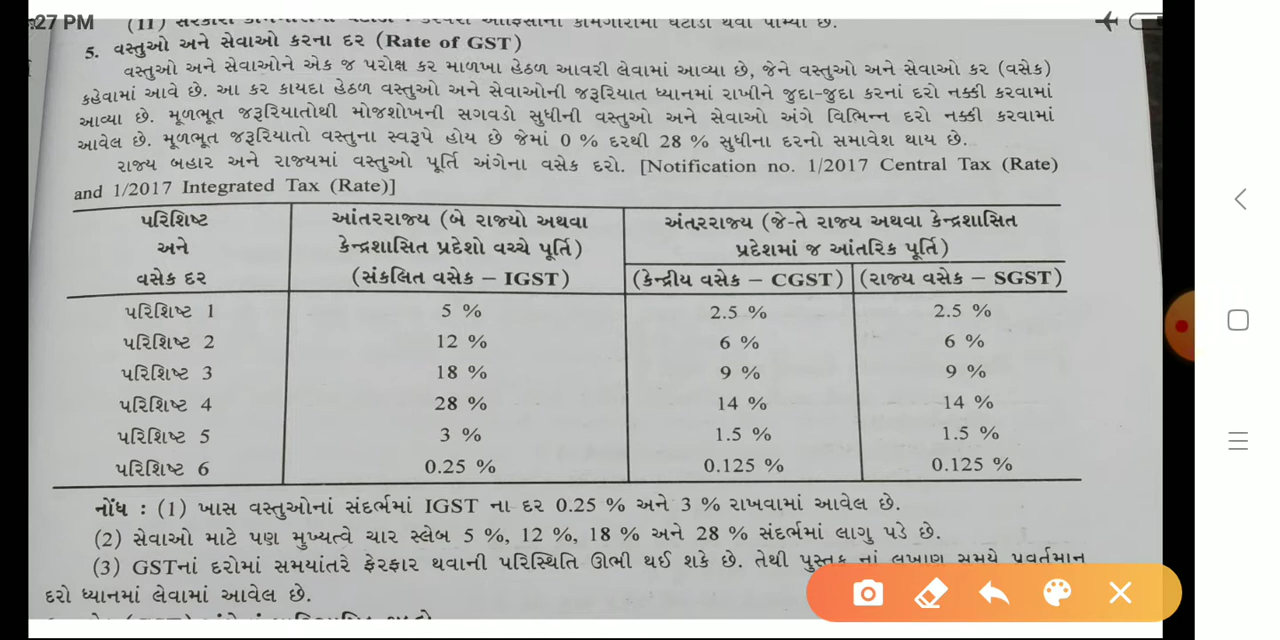 :27 PM
5. વસ્તુઓ અને સેવાઓ કરના દર (Rate of GST)
વસ્તુઓ અને સેવાઓને એક જ પરોક્ષ કર માળખા હેઠળ આવરી લેવામાં આવ્યા છે, જેને વસ્તુઓ અને સેવાઓ કર (વસેક)
કહેવામાં આવે છે. આ કર કાયદા હેઠળ વસ્તુઓ અને સેવાઓની જરૂરિયાત ધ્યાનમાં રાખીને જુદા-જુદા કરનાં દરો નક્કી કરવામાં
આવ્યા છે. મૂળભૂત જરૂરિયાતોથી મોજશોખની સગવડો સુધીની વસ્તુઓ અને સેવાઓ અંગે વિભિન્ન દરો નક્કી કરવામાં
આવેલ છે. મૂળભૂત જરૂરિયાતો વસ્તુના સ્વરૂપે હોય છે જેમાં 0 % દરથી 28 % સુધીના દરનો સમાવેશ થાય છે.
રાજ્ય બહાર અને રાજ્યમાં વસ્તુઓ પૂર્તિ અંગેના વસેક દરો. [Notification no. 1/2017 Central Tax (Rate)
and 1/2017 Integrated Tax (Rate)]
પરિશિષ્ટ આંતરરાજ્ય (બે રાજ્યો અથવા અંતરરાજ્ય (જે-તે રાજ્ય અથવા કેન્દ્રશાસિત
અને કેન્દ્રશાસિત પ્રદેશો વચ્ચે પૂર્તિ) પ્રદેશમાં જ આંતરિક પૂર્તિ)
વસેક દર (સંકલિત વસેક – IGST) (કેન્દ્રીય વસેક – CGST) (રાજ્ય વસેક – SGST)
પરિશિષ્ટ 1 5 % 2.5 % 2.5 %
પરિશિષ્ટ 2 12 % 6 % 6 %
પરિશિષ્ટ 3 18 % 9 % 9 %
પરિશિષ્ટ 4 28 % 14 % 14 %
પરિશિષ્ટ 5 3 % 1.5 % 1.5 %
પરિશિષ્ટ 6 0.25 % 0.125 % 0.125 %
નોંધ : (1) ખાસ વસ્તુઓનાં સંદર્ભમાં IGST ના દર 0.25 % અને 3 % રાખવામાં આવેલ છે.
(2) સેવાઓ માટે પણ મુખ્યત્વે ચાર સ્લેબ 5 %, 12 %, 18 % અને 28 % સંદર્ભમાં લાગુ પડે છે.
(3) GSTનાં દરોમાં સમયાંતરે ફેરફાર થવાની પરિસ્થિતિ ઊભી થઈ શકે છે. તેથી પુસ્તક નાં લખાણ સમયે પ્રવર્તમાન
દરો ધ્યાનમાં લેવામાં આવેલ છે.